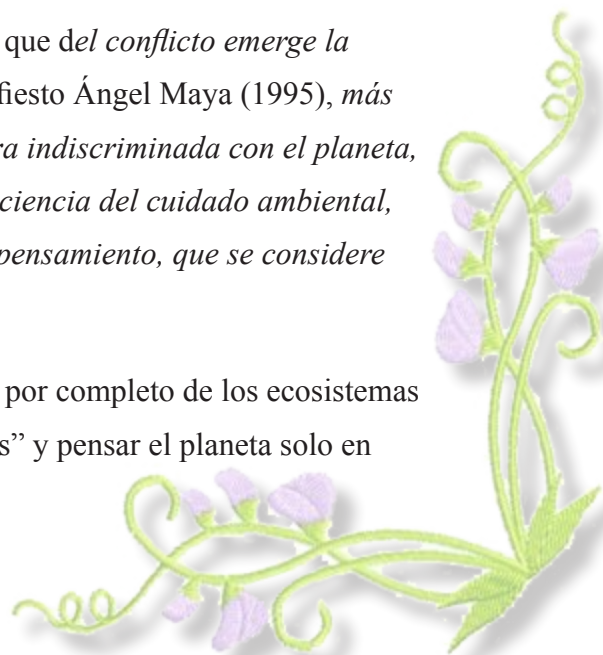 que del conflicto emerge la
fiesto Ángel Maya (1995), más
ra indiscriminada con el planeta,
ciencia del cuidado ambiental,
pensamiento, que se considere
por completo de los ecosistemas
s” y pensar el planeta solo en